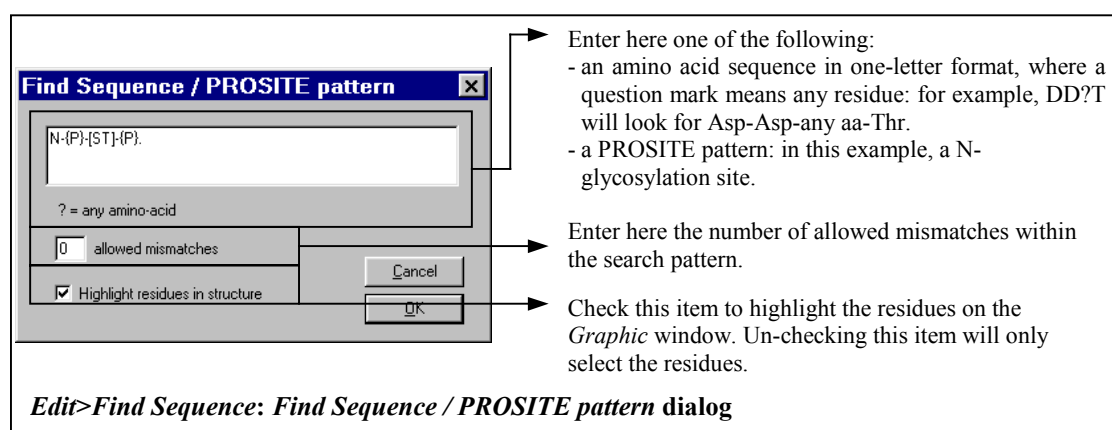 Find Sequence / PROSITE pattern
N-{P}-[ST]-{P}.
? = any amino-acid
0 allowed mismatches
Highlight residues in structure
Cancel
OK
Enter here one of the following:
- an amino acid sequence in one-letter format, where a
question mark means any residue: for example, DD?T
will look for Asp-Asp-any aa-Thr.
- a PROSITE pattern: in this example, a N-
glycosylation site.
Enter here the number of allowed mismatches within
the search pattern.
Check this item to highlight the residues on the
Graphic window. Un-checking this item will only
select the residues.
Edit>Find Sequence: Find Sequence / PROSITE pattern dialog